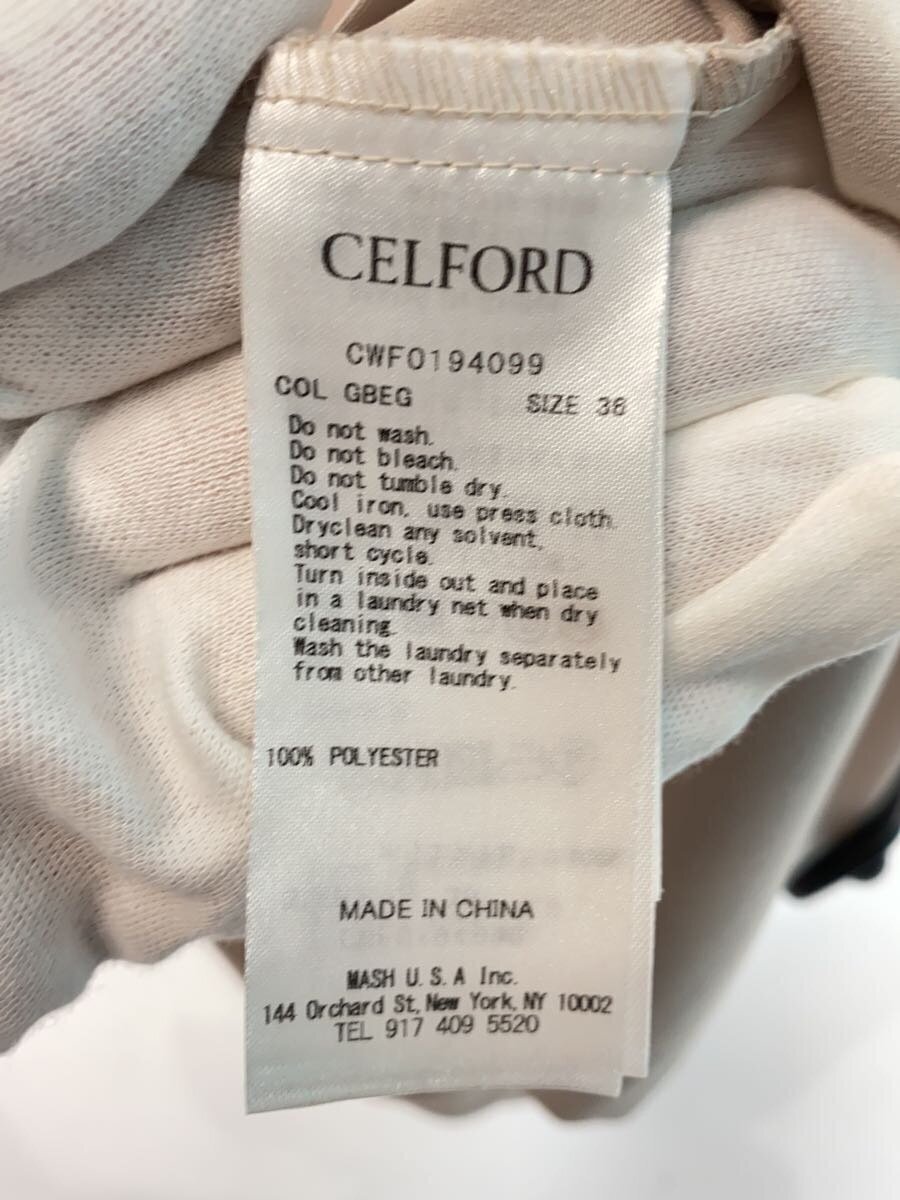 CELFORD
CWF0194099
COL GBEG SIZE 36
Do not wash.
Do not bleach.
Do not tumble dry.
Cool iron, use press cloth.
Dryclean any solvent,
short cycle.
Turn inside out and place
in a laundry net when dry
cleaning.
Wash the laundry separately
from other laundry.
100% POLYESTER
MADE IN CHINA
MASH U.S.A Inc.
144 Orchard St, New York, NY 10002
TEL 917 409 5520